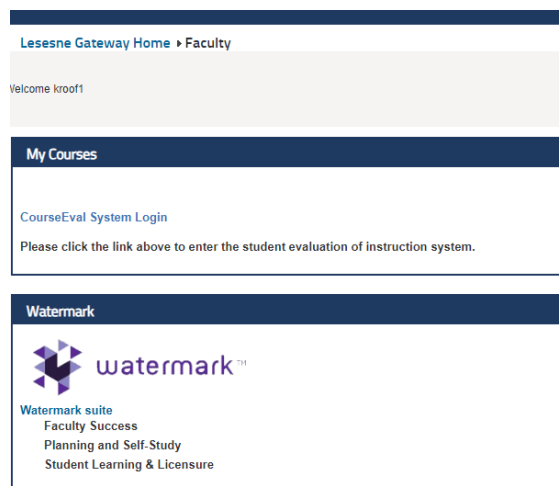 Lesesne Gateway Home ▸ Faculty
Welcome kroof1
My Courses
CourseEval System Login
Please click the link above to enter the student evaluation of instruction system.
Watermark
watermark™
Watermark suite
Faculty Success
Planning and Self-Study
Student Learning & Licensure